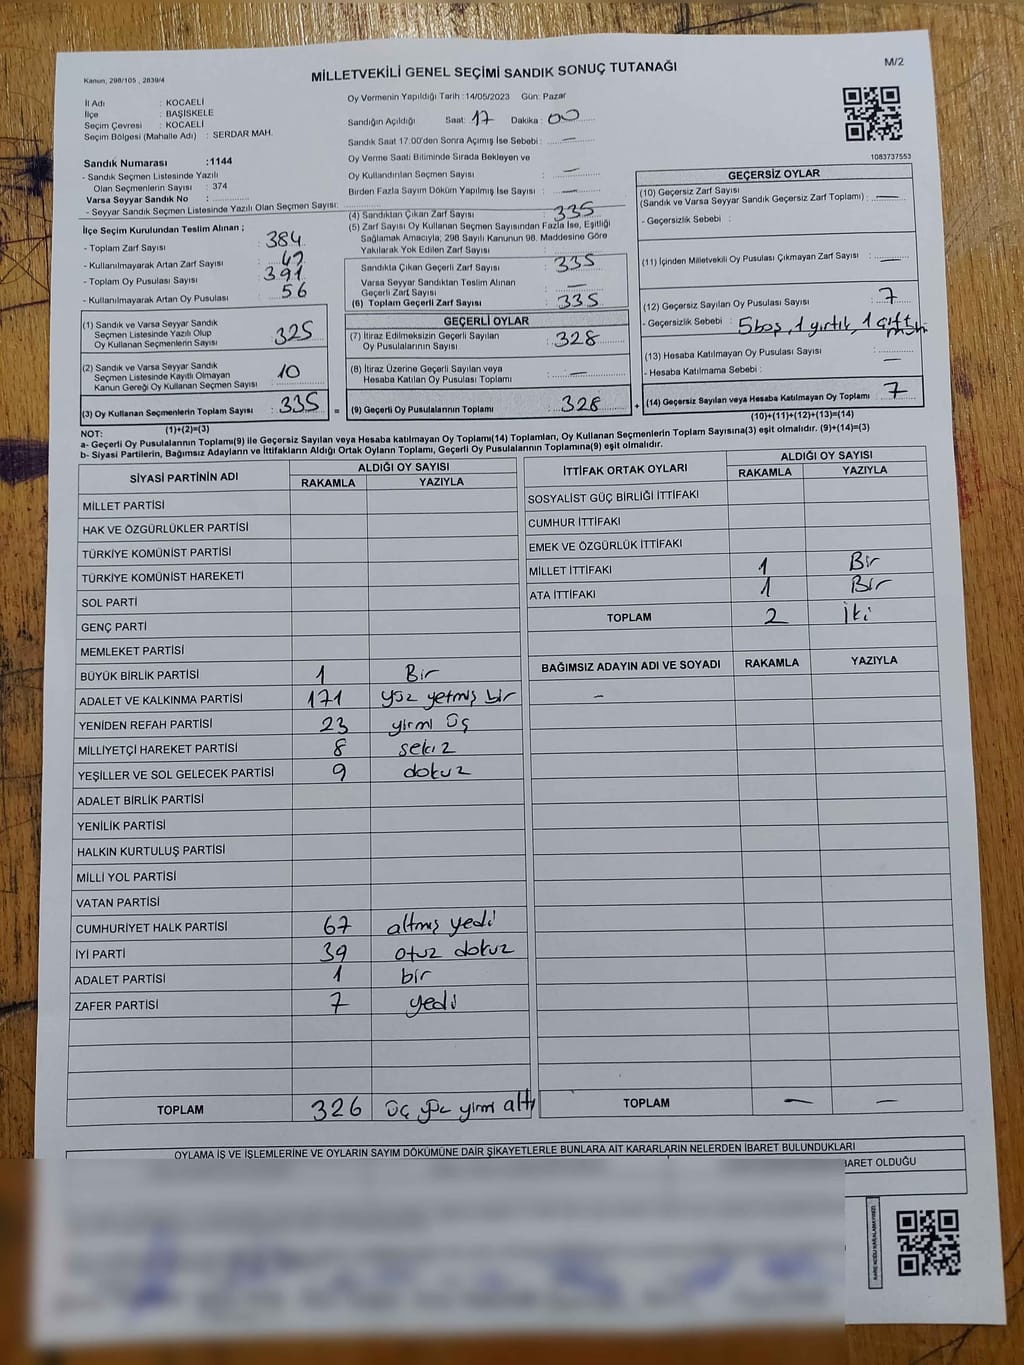 Kanun, 298/105 , 2839/4
MİLLETVEKİLİ GENEL SEÇİMİ SANDIK SONUÇ TUTANAĞI
M/2
İl Adı : KOCAELİ
İlçe : BAŞİSKELE
Seçim Çevresi : KOCAELİ
Seçim Bölgesi (Mahalle Adı) : SERDAR MAH.
Sandık Numarası :1144
- Sandık Seçmen Listesinde Yazılı
Olan Seçmenlerin Sayısı : 374
Varsa Seyyar Sandık No :
- Seyyar Sandık Seçmen Listesinde Yazılı Olan Seçmen Sayısı:
İlçe Seçim Kurulundan Teslim Alınan ;
- Toplam Zarf Sayısı : 384
- Kullanılmayarak Artan Zarf Sayısı :
- Toplam Oy Pusulası Sayısı : 391
- Kullanılmayarak Artan Oy Pusulası : 56
(1) Sandık ve Varsa Seyyar Sandık
Seçmen Listesinde Yazılı Olup
Oy Kullanan Seçmenlerin Sayısı : 325
(2) Sandık ve Varsa Seyyar Sandık
Seçmen Listesinde Kayıtlı Olmayan
Kanun Gereği Oy Kullanan Seçmen Sayısı : 10
(3) Oy Kullanan Seçmenlerin Toplam Sayısı : 335
(1)+(2)=(3)
Oy Vermenin Yapıldığı Tarih :14/05/2023 Gün: Pazar
Sandığın Açıldığı Saat: 17 Dakika : 00
Sandık Saat 17:00'den Sonra Açımış İse Sebebi : —
Oy Verme Saati Bitiminde Sırada Bekleyen ve
Oy Kullandırılan Seçmen Sayısı : —
Birden Fazla Sayım Döküm Yapılmış İse Sayısı : —
(4) Sandıktan Çıkan Zarf Sayısı : 335
(5) Zarf Sayısı Oy Kullanan Seçmen Sayısından Fazla İse, Eşitliği
Sağlamak Amacıyla, 298 Sayılı Kanunun 98. Maddesine Göre
Yakılarak Yok Edilen Zarf Sayısı :
Sandıkta Çıkan Geçerli Zarf Sayısı : 335
Varsa Seyyar Sandıktan Teslim Alınan
Geçerli Zarf Sayısı : —
(6) Toplam Geçerli Zarf Sayısı : 335
GEÇERLİ OYLAR
(7) İtiraz Edilmeksizin Geçerli Sayılan
Oy Pusulalarının Sayısı : 328
(8) İtiraz Üzerine Geçerli Sayılan veya
Hesaba Katılan Oy Pusulası Toplamı : —
= (9) Geçerli Oy Pusulalarının Toplamı : 328 +
1083737553
GEÇERSİZ OYLAR
(10) Geçersiz Zarf Sayısı
(Sandık ve Varsa Seyyar Sandık Geçersiz Zarf Toplamı) : —
- Geçersizlik Sebebi :
(11) İçinden Milletvekili Oy Pusulası Çıkmayan Zarf Sayısı : —
(12) Geçersiz Sayılan Oy Pusulası Sayısı : 7
- Geçersizlik Sebebi : 5 boş, 1 yırtık, 1 çift
(13) Hesaba Katılmayan Oy Pusulası Sayısı : —
- Hesaba Katılmama Sebebi :
(14) Geçersiz Sayılan veya Hesaba Katılmayan Oy Toplamı : 7
(10)+(11)+(12)+(13)=(14)
NOT:
a- Geçerli Oy Pusulalarının Toplamı(9) ile Geçersiz Sayılan veya Hesaba katılmayan Oy Toplamı(14) Toplamları, Oy Kullanan Seçmenlerin Toplam Sayısına(3) eşit olmalıdır. (9)+(14)=(3)
b- Siyasi Partilerin, Bağımsız Adayların ve İttifakların Aldığı Ortak Oyların Toplamı, Geçerli Oy Pusulalarının Toplamına(9) eşit olmalıdır.
SİYASİ PARTİNİN ADI ALDIĞI OY SAYISI
RAKAMLA YAZIYLA
MİLLET PARTİSİ
HAK VE ÖZGÜRLÜKLER PARTİSİ
TÜRKİYE KOMÜNİST PARTİSİ
TÜRKİYE KOMÜNİST HAREKETİ
SOL PARTİ
GENÇ PARTİ
MEMLEKET PARTİSİ
BÜYÜK BİRLİK PARTİSİ 1 Bir
ADALET VE KALKINMA PARTİSİ 171 yüz yetmiş bir
YENİDEN REFAH PARTİSİ 23 yirmi üç
MİLLİYETÇİ HAREKET PARTİSİ 8 sekiz
YEŞİLLER VE SOL GELECEK PARTİSİ 9 dokuz
ADALET BİRLİK PARTİSİ
YENİLİK PARTİSİ
HALKIN KURTULUŞ PARTİSİ
MİLLİ YOL PARTİSİ
VATAN PARTİSİ
CUMHURİYET HALK PARTİSİ 67 altmış yedi
İYİ PARTİ 39 otuz dokuz
ADALET PARTİSİ 1 bir
ZAFER PARTİSİ 7 yedi
TOPLAM 326 üç yüz yirmi altı
İTTİFAK ORTAK OYLARI ALDIĞI OY SAYISI
RAKAMLA YAZIYLA
SOSYALİST GÜÇ BİRLİĞİ İTTİFAKI
CUMHUR İTTİFAKI
EMEK VE ÖZGÜRLÜK İTTİFAKI
MİLLET İTTİFAKI 1 Bir
ATA İTTİFAKI 1 Bir
TOPLAM 2 İki
BAĞIMSIZ ADAYIN ADI VE SOYADI RAKAMLA YAZIYLA
—
TOPLAM — —
OYLAMA İŞ VE İŞLEMLERİNE VE OYLARIN SAYIM DÖKÜMÜNE DAİR ŞİKAYETLERLE BUNLARA AİT KARARLARIN NELERDEN İBARET BULUNDUKLARI
BARET OLDUĞU